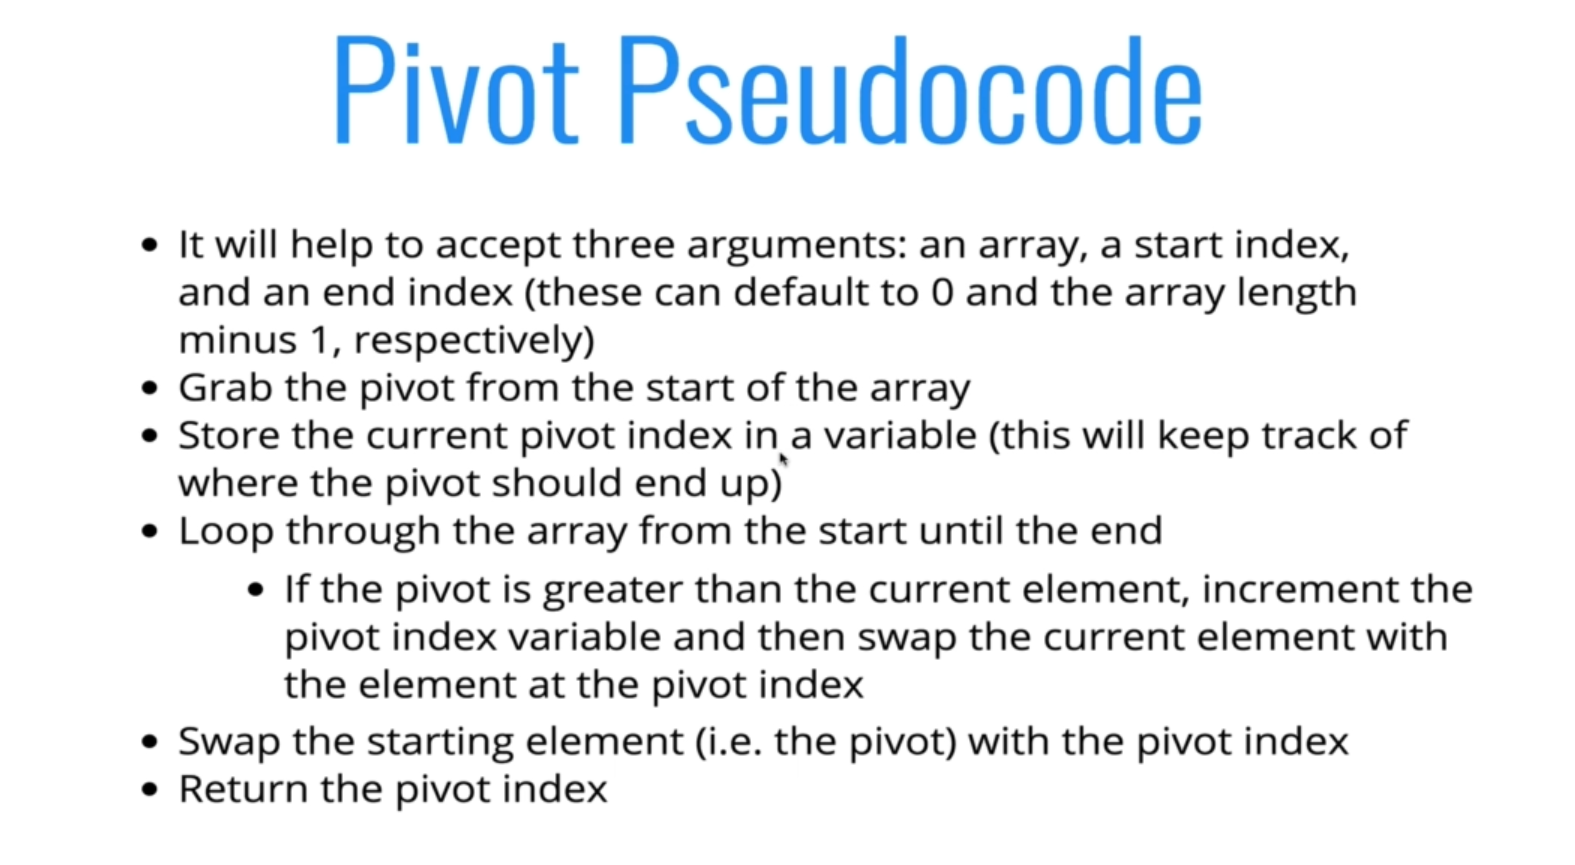 Pivot Pseudocode
• It will help to accept three arguments: an array, a start index,
and an end index (these can default to 0 and the array length
minus 1, respectively)
• Grab the pivot from the start of the array
• Store the current pivot index in a variable (this will keep track of
where the pivot should end up)
• Loop through the array from the start until the end
• If the pivot is greater than the current element, increment the
pivot index variable and then swap the current element with
the element at the pivot index
• Swap the starting element (i.e. the pivot) with the pivot index
• Return the pivot index